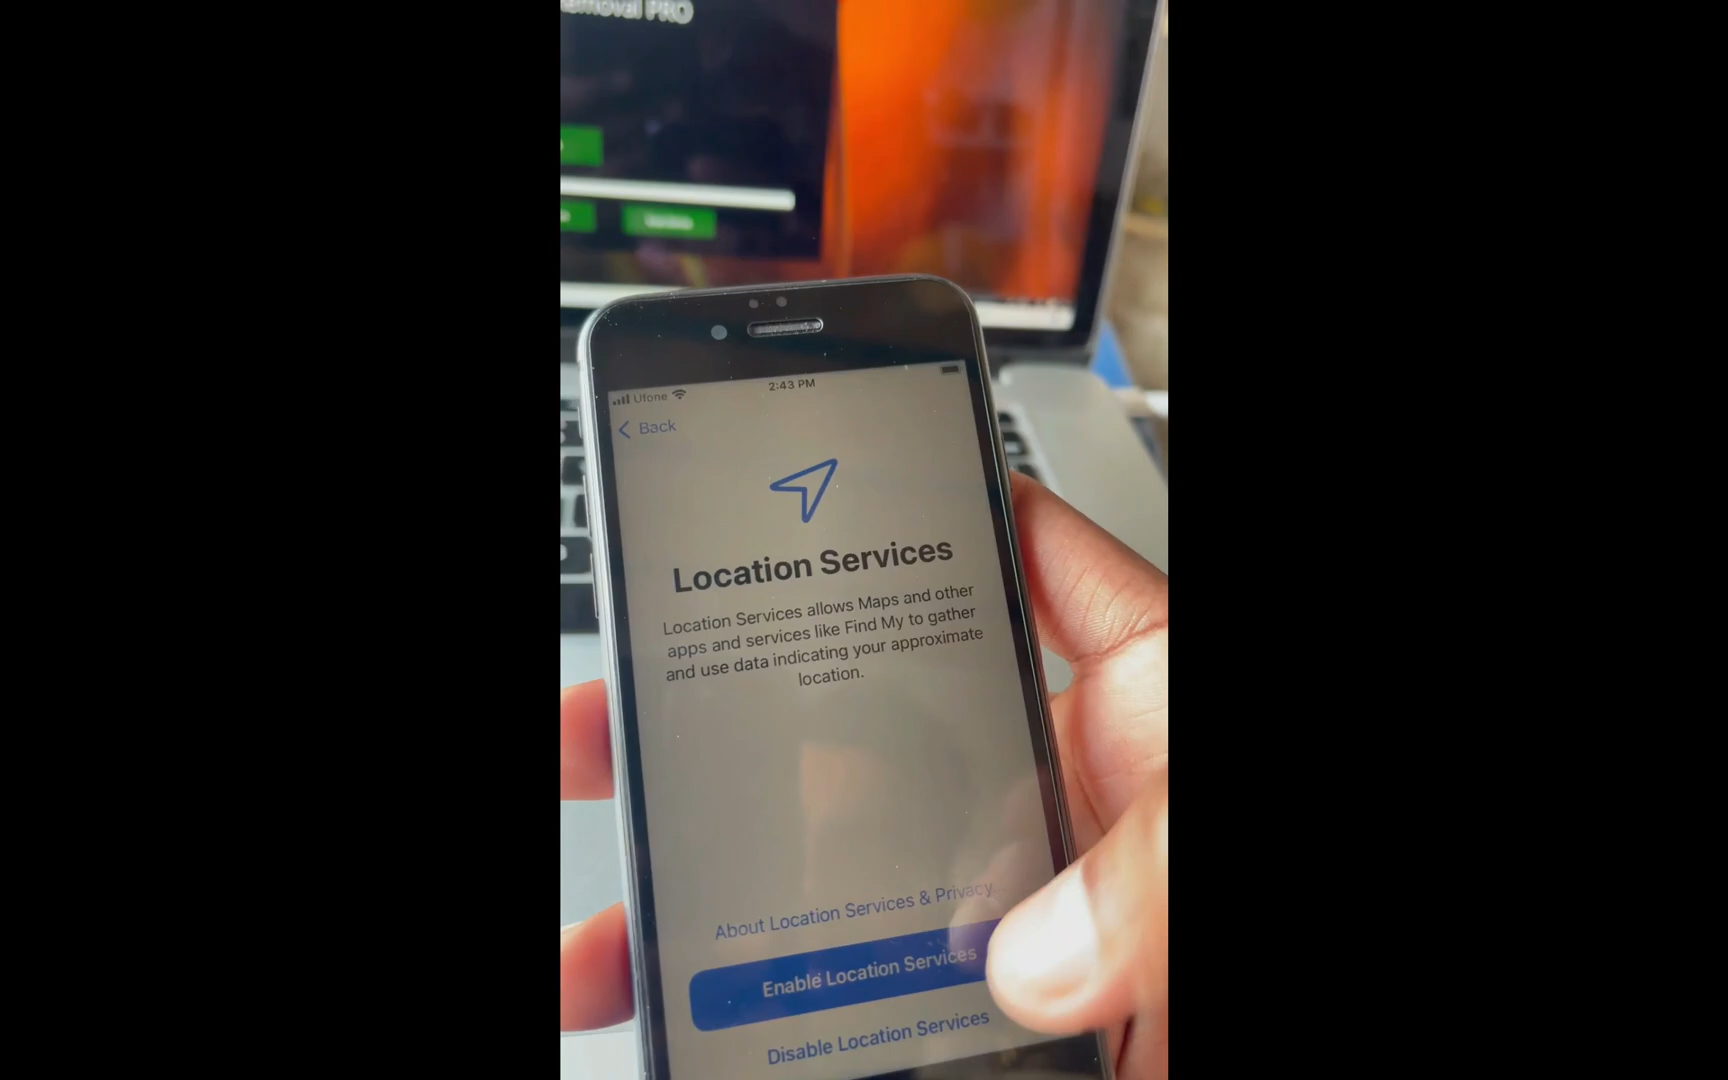 Removal PRO
Ufone
2:43 PM
Back
Location Services
Location Services allows Maps and other
apps and services like Find My to gather
and use data indicating your approximate
location.
About Location Services & Privacy...
Enable Location Services
Disable Location Services